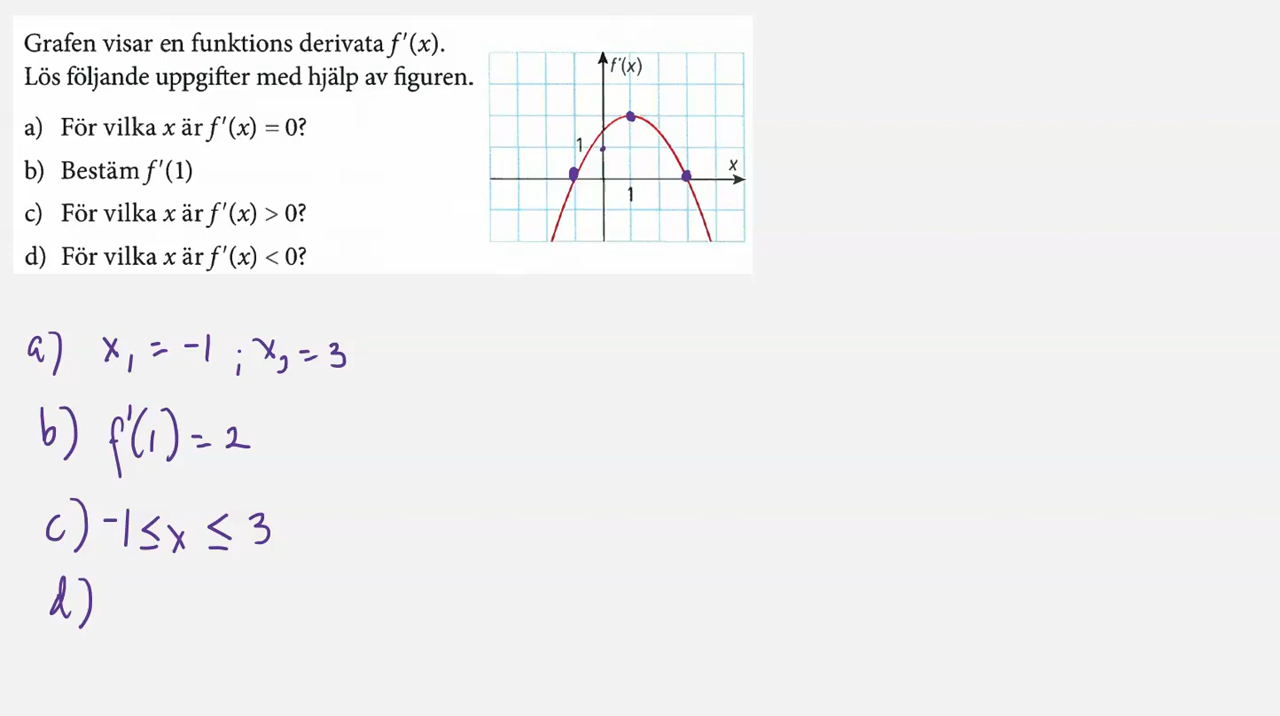 Grafen visar en funktions derivata f'(x).
Lös följande uppgifter med hjälp av figuren.
a) För vilka x är f'(x) = 0?
b) Bestäm f'(1)
c) För vilka x är f'(x) > 0?
d) För vilka x är f'(x) < 0?
f'(x)
1
x
1
a) x₁ = -1 ; x₂ = 3
b) f'(1) = 2
c) -1 ≤ x ≤ 3
d)